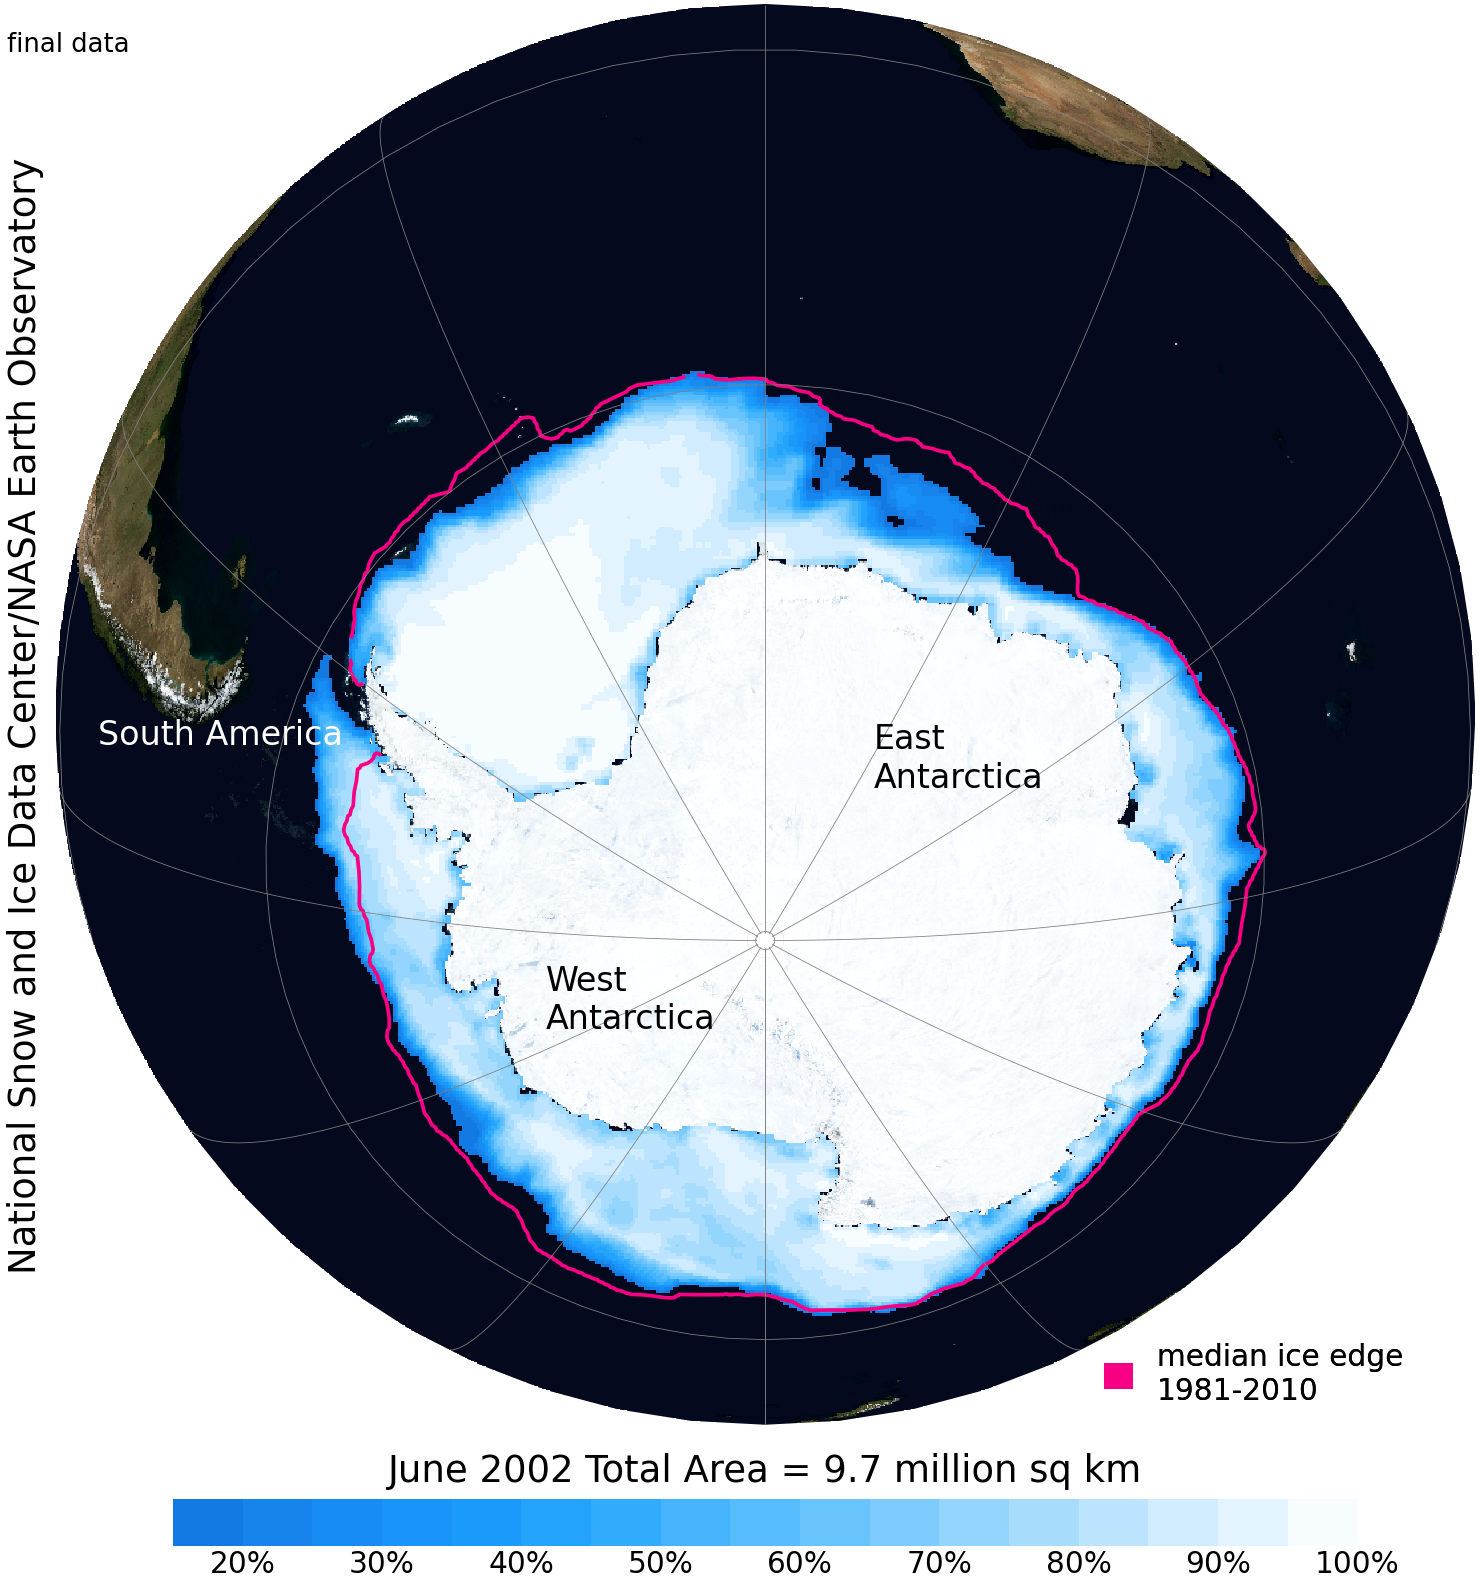 final data
National Snow and Ice Data Center/NASA Earth Observatory
South America
East
Antarctica
West
Antarctica
median ice edge
1981-2010
June 2002 Total Area = 9.7 million sq km
20% 30% 40% 50% 60% 70% 80% 90% 100%